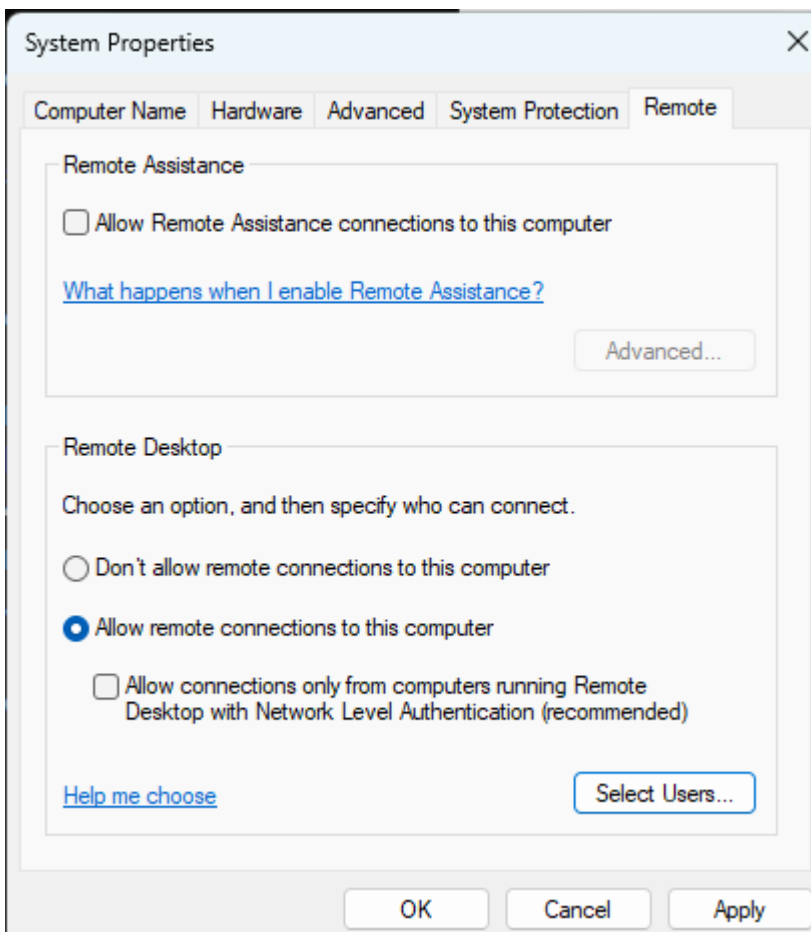 System Properties
Computer Name Hardware Advanced System Protection Remote
Remote Assistance
Allow Remote Assistance connections to this computer
What happens when I enable Remote Assistance?
Advanced...
Remote Desktop
Choose an option, and then specify who can connect.
Don't allow remote connections to this computer
Allow remote connections to this computer
Allow connections only from computers running Remote
Desktop with Network Level Authentication (recommended)
Help me choose
Select Users...
OK Cancel Apply